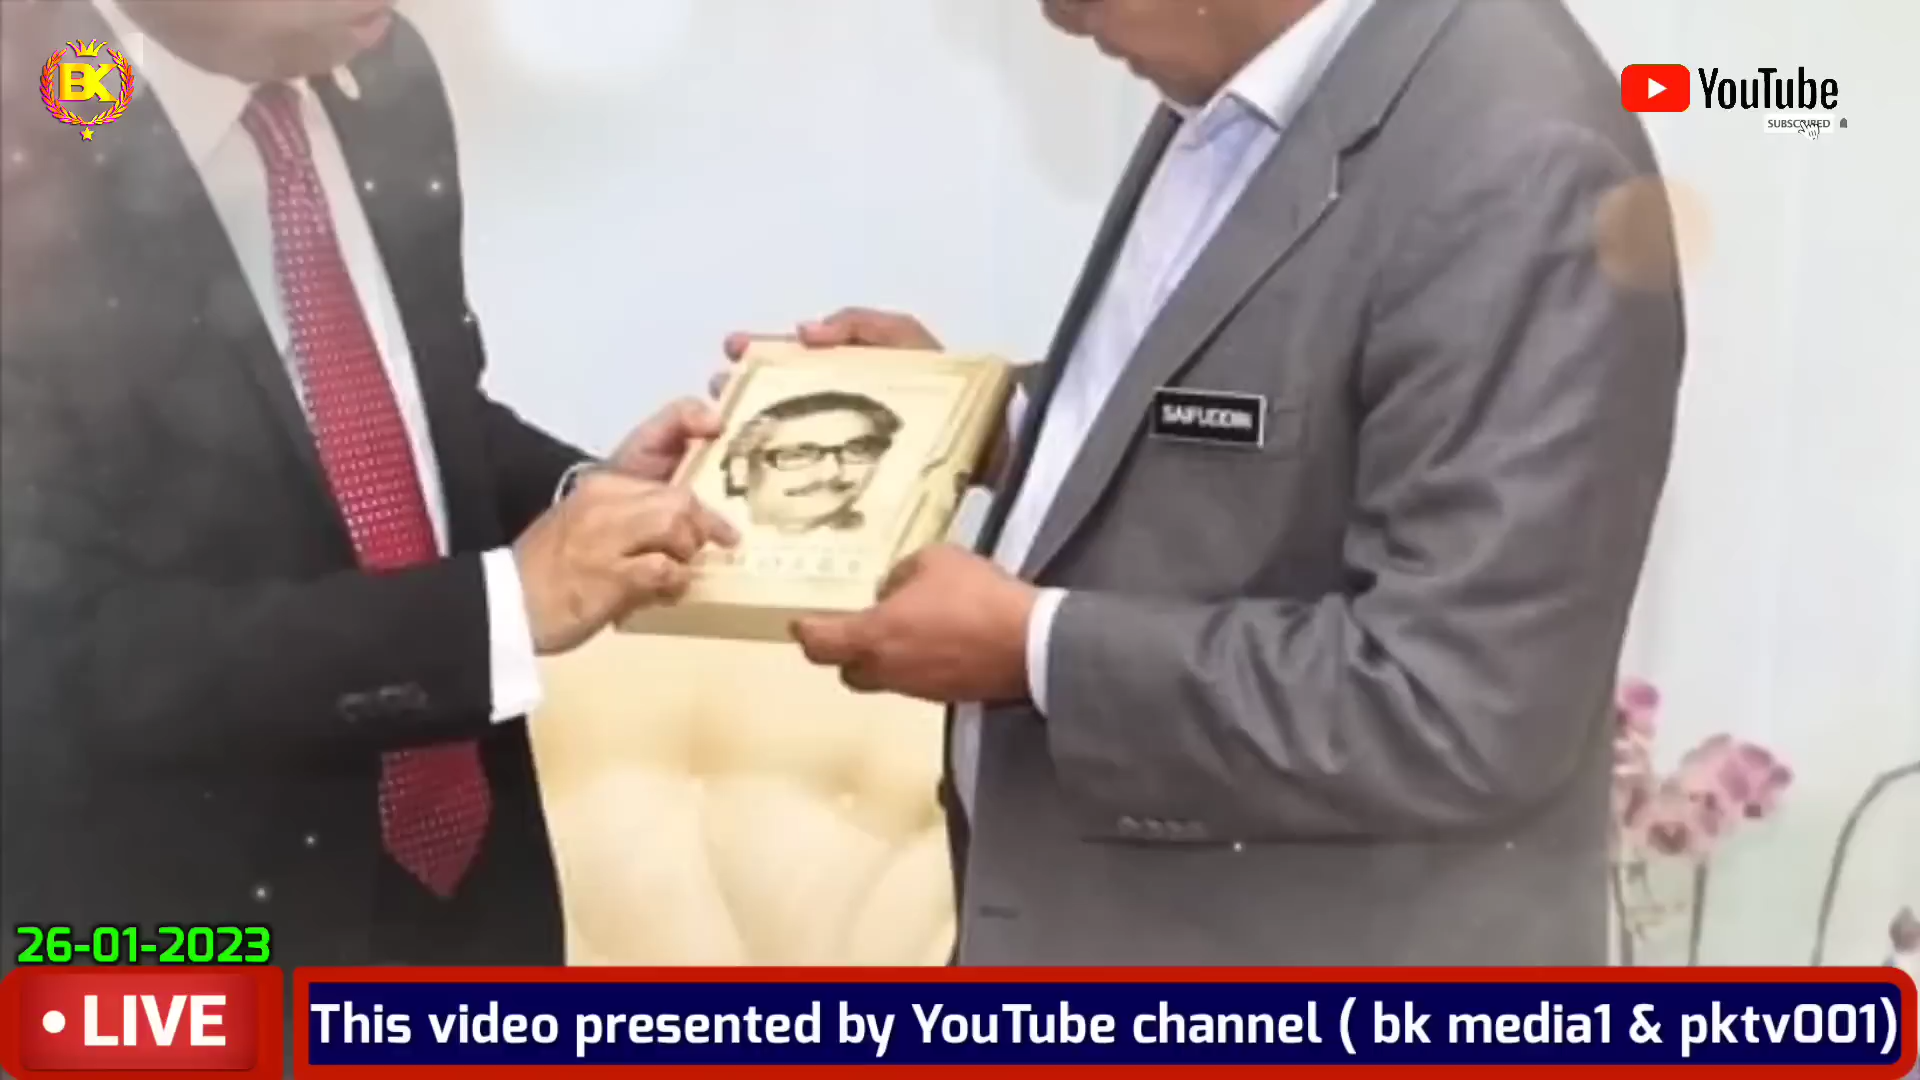 BK
YouTube
SUBSCRIBED
SAIFUDDIN
26-01-2023
• LIVE
This video presented by YouTube channel ( bk media1 & pktv001)